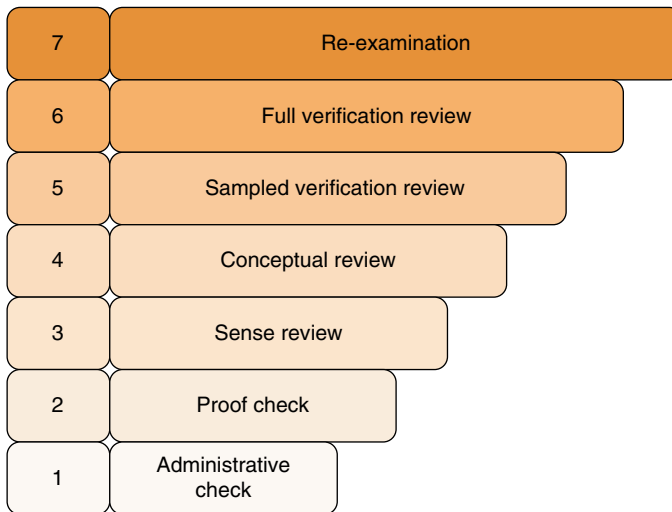 7 Re-examination
6 Full verification review
5 Sampled verification review
4 Conceptual review
3 Sense review
2 Proof check
1 Administrative
check